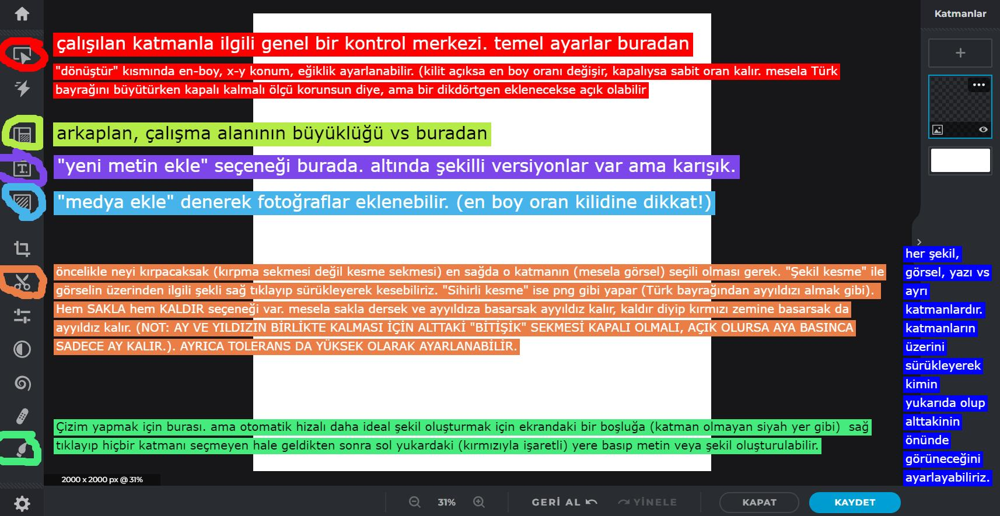 Katmanlar
çalışılan katmanla ilgili genel bir kontrol merkezi. temel ayarlar buradan
"dönüştür" kısmında en-boy, x-y konum, eğiklik ayarlanabilir. (kilit açıksa en boy oranı değişir, kapalıysa sabit oran kalır. mesela Türk
bayrağını büyütürken kapalı kalmalı ölçü korunsun diye, ama bir dikdörtgen eklenecekse açık olabilir
arkaplan, çalışma alanının büyüklüğü vs buradan
"yeni metin ekle" seçeneği burada. altında şekilli versiyonlar var ama karışık.
"medya ekle" denerek fotoğraflar eklenebilir. (en boy oran kilidine dikkat!)
öncelikle neyi kırpacaksak (kırpma sekmesi değil kesme sekmesi) en sağda o katmanın (mesela görsel) seçili olması gerek. "Şekil kesme" ile
görselin üzerinden ilgili şekli sağ tıklayıp sürükleyerek kesebiliriz. "Sihirli kesme" ise png gibi yapar (Türk bayrağından ayyıldızı almak gibi).
Hem SAKLA hem KALDIR seçeneği var. mesela sakla dersek ve ayyıldıza basarsak ayyıldız kalır, kaldır diyip kırmızı zemine basarsak da
ayyıldız kalır. (NOT: AY VE YILDIZIN BİRLİKTE KALMASI İÇİN ALTTAKİ "BİTİŞİK" SEKMESİ KAPALI OLMALI, AÇIK OLURSA AYA BASINCA
SADECE AY KALIR.). AYRICA TOLERANS DA YÜKSEK OLARAK AYARLANABİLİR.
Çizim yapmak için burası. ama otomatik hizalı daha ideal şekil oluşturmak için ekrandaki bir boşluğa (katman olmayan siyah yer gibi) sağ
tıklayıp hiçbir katmanı seçmeyen hale geldikten sonra sol yukardaki (kırmızıyla işaretli) yere basıp metin veya şekil oluşturulabilir.
her şekil,
görsel, yazı vs
ayrı
katmanlardır.
katmanların
üzerini
sürükleyerek
kimin
yukarıda olup
alttakinin
önünde
görüneceğini
ayarlayabiliriz.
2000 x 2000 px @ 31%
31%
GERİ AL
YİNELE
KAPAT
KAYDET